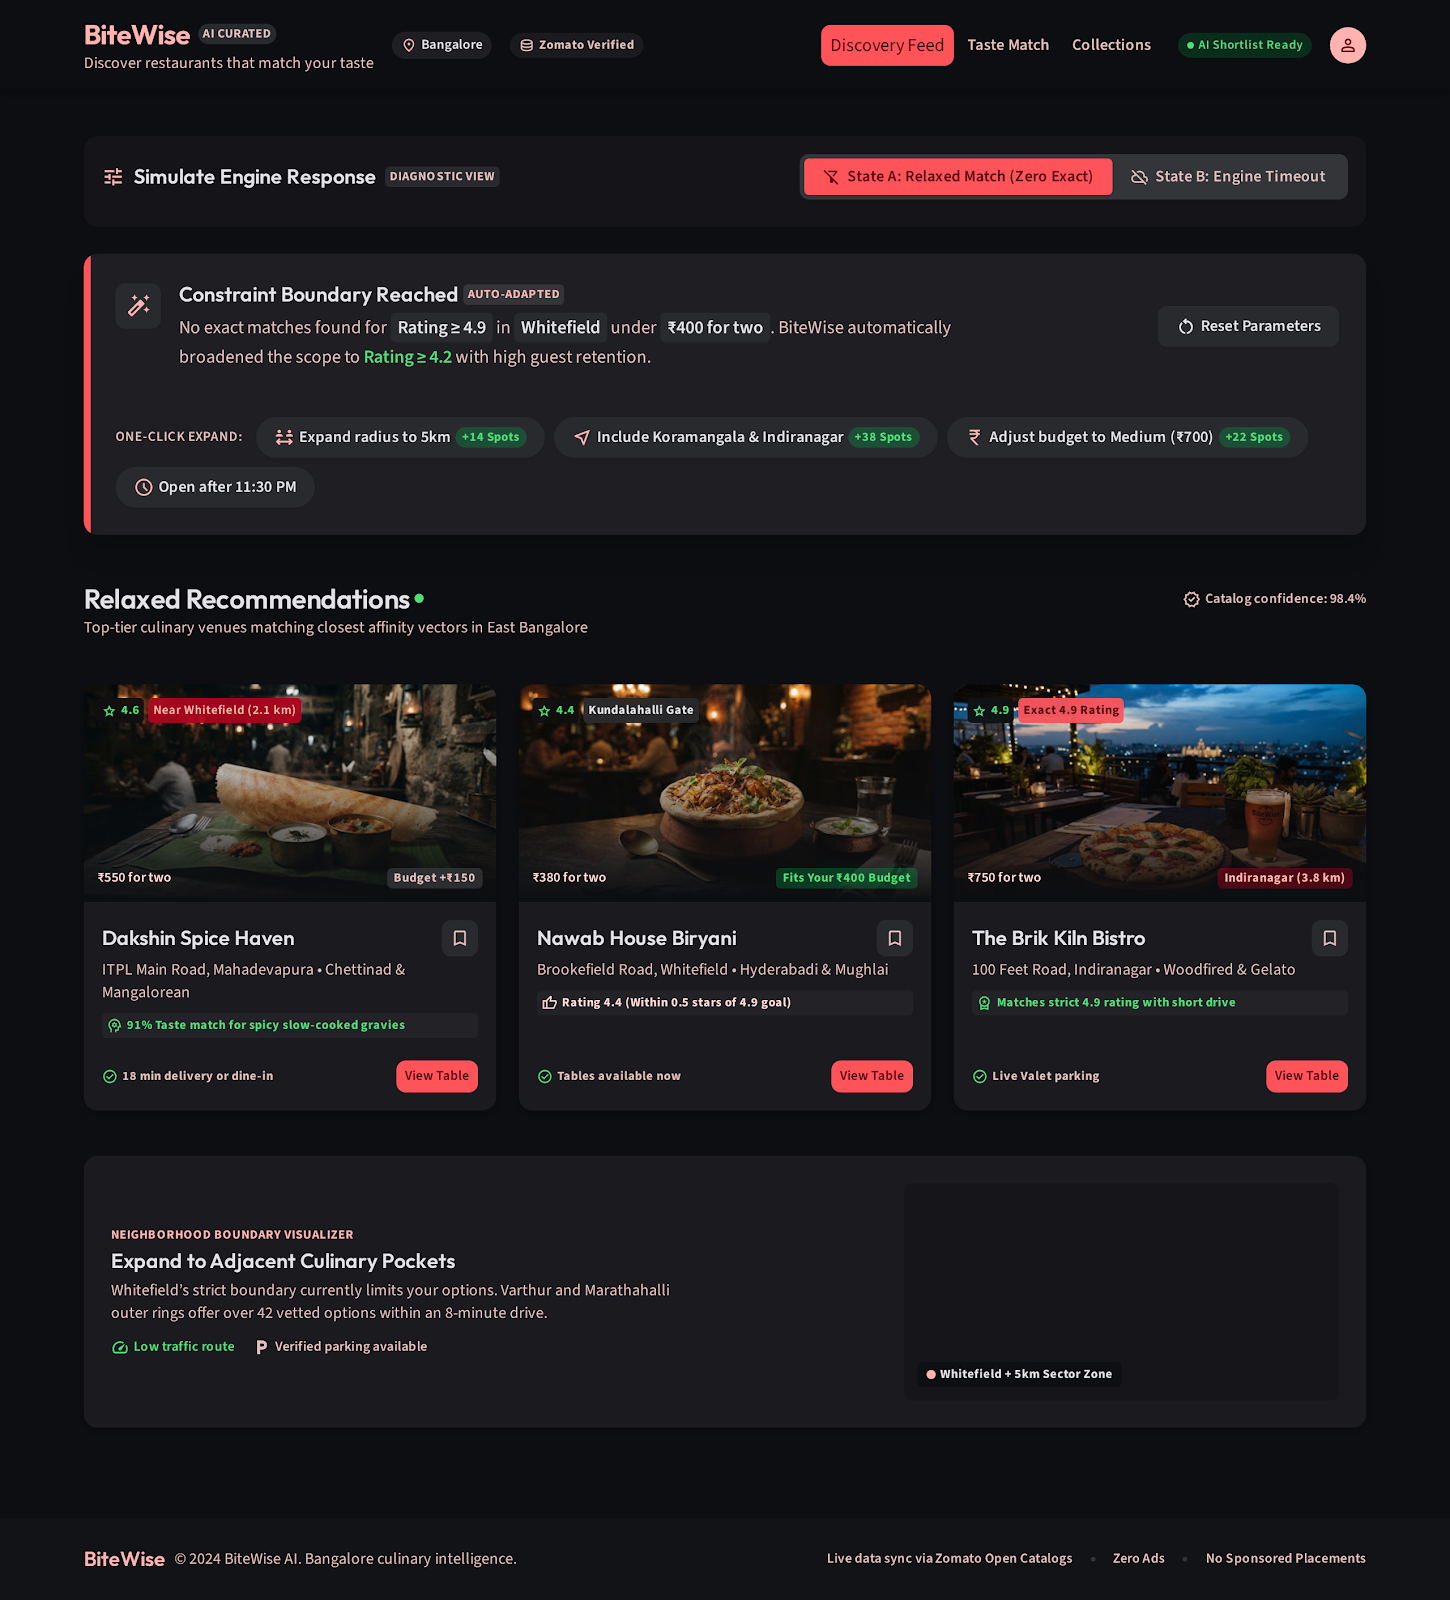 BiteWise AI CURATED
Discover restaurants that match your taste
Bangalore
Zomato Verified
Discovery Feed
Taste Match
Collections
AI Shortlist Ready
Simulate Engine Response DIAGNOSTIC VIEW
State A: Relaxed Match (Zero Exact)
State B: Engine Timeout
Constraint Boundary Reached AUTO-ADAPTED
No exact matches found for Rating ≥ 4.9 in Whitefield under ₹400 for two . BiteWise automatically
broadened the scope to Rating ≥ 4.2 with high guest retention.
Reset Parameters
ONE-CLICK EXPAND:
Expand radius to 5km +14 Spots
Include Koramangala & Indiranagar +38 Spots
Adjust budget to Medium (₹700) +22 Spots
Open after 11:30 PM
Relaxed Recommendations
Top-tier culinary venues matching closest affinity vectors in East Bangalore
Catalog confidence: 98.4%
4.6 Near Whitefield (2.1 km)
₹550 for two
Budget +₹150
Dakshin Spice Haven
ITPL Main Road, Mahadevapura • Chettinad &
Mangalorean
91% Taste match for spicy slow-cooked gravies
18 min delivery or dine-in
View Table
4.4 Kundalahalli Gate
₹380 for two
Fits Your ₹400 Budget
Nawab House Biryani
Brookefield Road, Whitefield • Hyderabadi & Mughlai
Rating 4.4 (Within 0.5 stars of 4.9 goal)
Tables available now
View Table
4.9 Exact 4.9 Rating
BiteWise
₹750 for two
Indiranagar (3.8 km)
The Brik Kiln Bistro
100 Feet Road, Indiranagar • Woodfired & Gelato
Matches strict 4.9 rating with short drive
Live Valet parking
View Table
NEIGHBORHOOD BOUNDARY VISUALIZER
Expand to Adjacent Culinary Pockets
Whitefield’s strict boundary currently limits your options. Varthur and Marathahalli
outer rings offer over 42 vetted options within an 8-minute drive.
Low traffic route
Verified parking available
Whitefield + 5km Sector Zone
BiteWise © 2024 BiteWise AI. Bangalore culinary intelligence.
Live data sync via Zomato Open Catalogs • Zero Ads • No Sponsored Placements